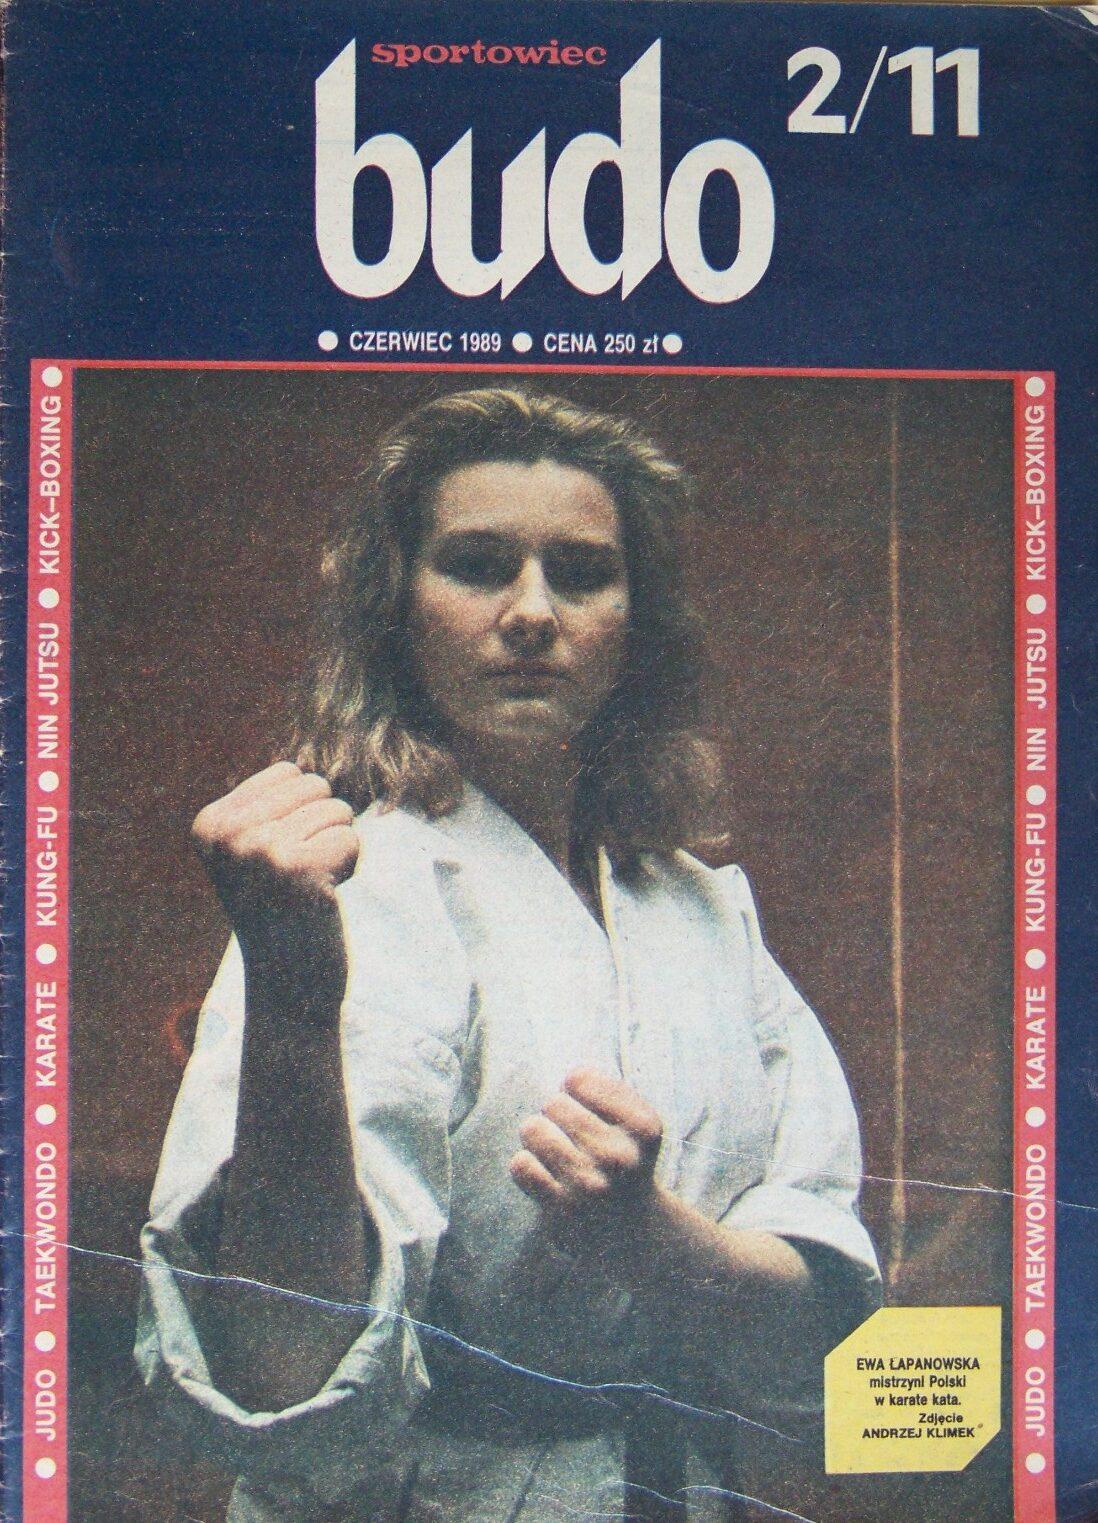 sportowiec
budo
2/11
● CZERWIEC 1989 ● CENA 250 zł ●
● JUDO ● TAEKWONDO ● KARATE ● KUNG-FU ● NIN JUTSU ● KICK–BOXING ●
● JUDO ● TAEKWONDO ● KARATE ● KUNG-FU ● NIN JUTSU ● KICK–BOXING ●
EWA ŁAPANOWSKA
mistrzyni Polski
w karate kata.
Zdjęcie
ANDRZEJ KLIMEK